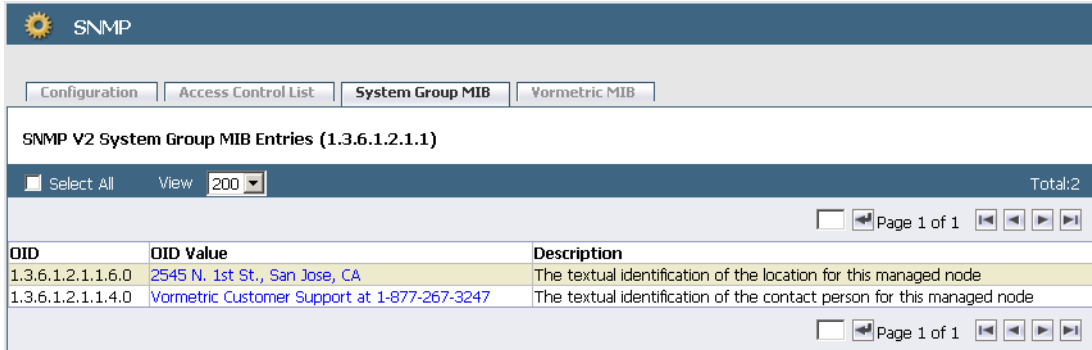 SNMP
Configuration Access Control List System Group MIB Vormetric MIB
SNMP V2 System Group MIB Entries (1.3.6.1.2.1.1)
Select All View 200 Total:2
Page 1 of 1
OID OID Value Description
1.3.6.1.2.1.1.6.0 2545 N. 1st St., San Jose, CA The textual identification of the location for this managed node
1.3.6.1.2.1.1.4.0 Vormetric Customer Support at 1-877-267-3247 The textual identification of the contact person for this managed node
Page 1 of 1